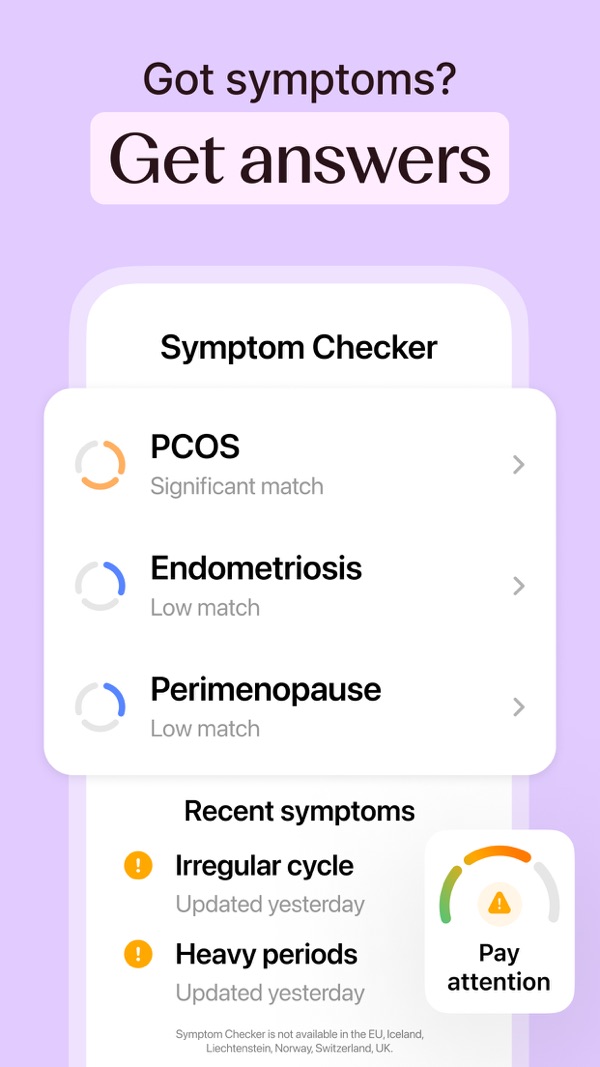 Got symptoms?
Get answers
Symptom Checker
PCOS
Significant match
Endometriosis
Low match
Perimenopause
Low match
Recent symptoms
Irregular cycle
Updated yesterday
Heavy periods
Updated yesterday
Pay
attention
Symptom Checker is not available in the EU, Iceland,
Liechtenstein, Norway, Switzerland, UK.